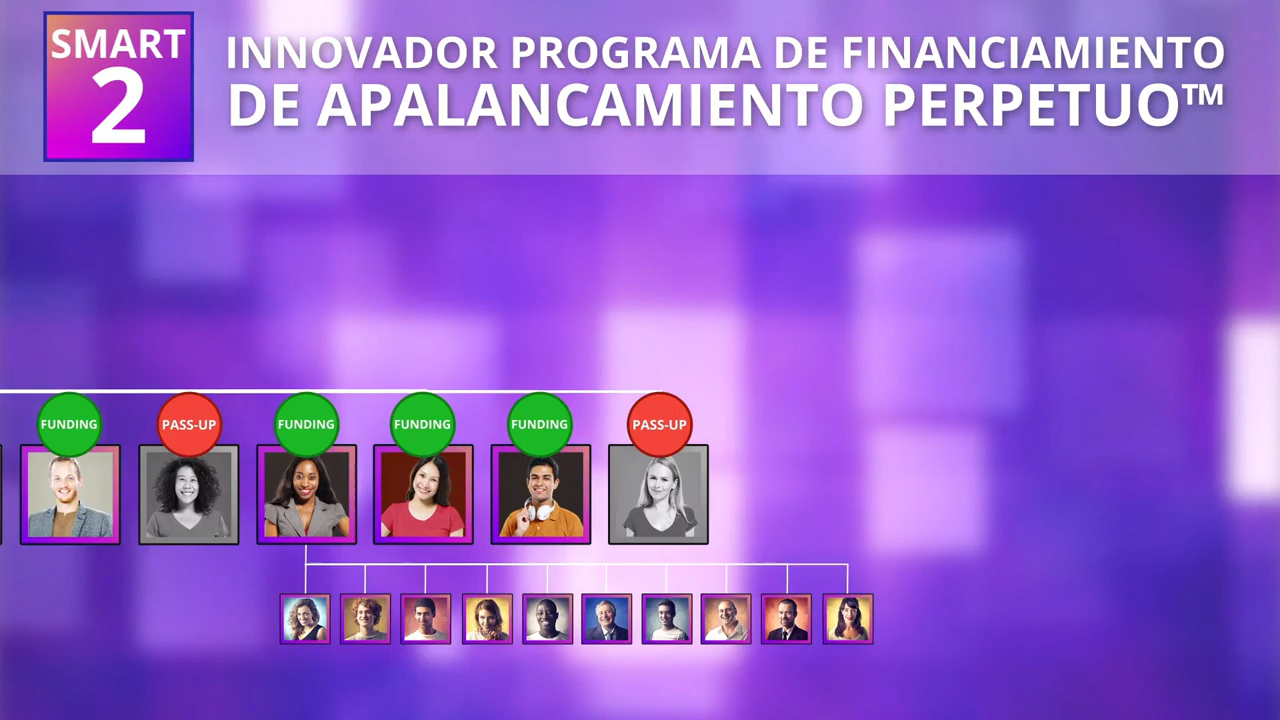 SMART
2
INNOVADOR PROGRAMA DE FINANCIAMIENTO
DE APALANCAMIENTO PERPETUO™
FUNDING
PASS-UP
FUNDING
FUNDING
FUNDING
PASS-UP